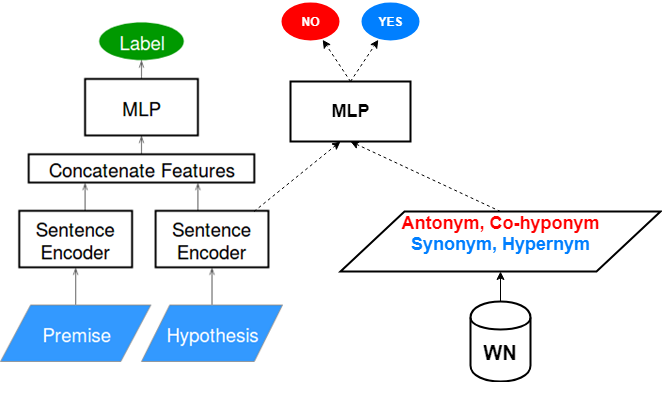 NO
YES
Label
MLP
MLP
Concatenate Features
Sentence
Encoder
Sentence
Encoder
Antonym, Co-hyponym
Synonym, Hypernym
Premise
Hypothesis
WN